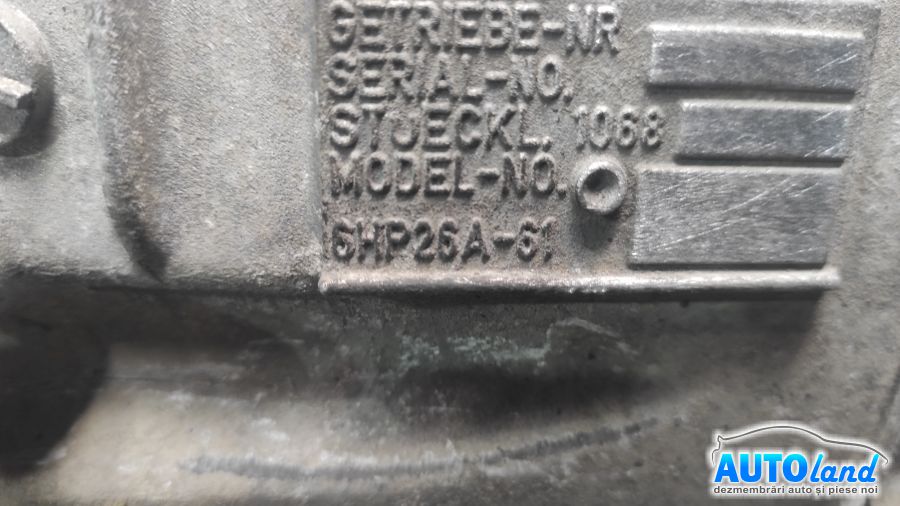 GETRIEBE-NR
SERIAL-NO.
STUECKL. 1068
MODEL-NO.
6HP26A-61
AUTOland
dezmembrări auto și piese noi